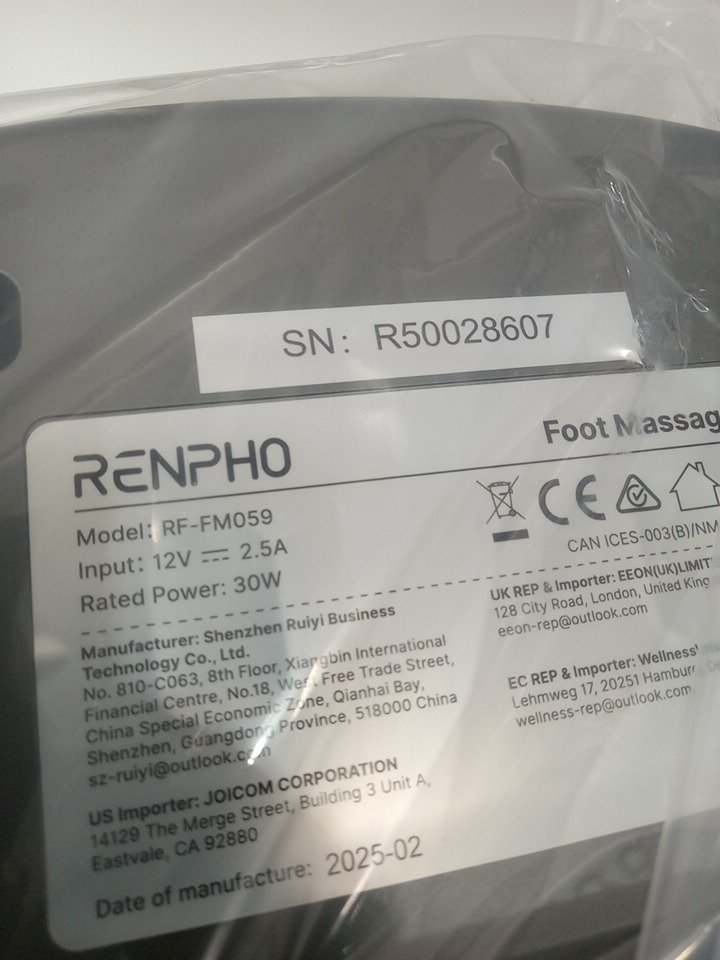 SN: R50028607
RENPHO
Foot Massag
Model: RF-FM059
Input: 12V ⎓ 2.5A
Rated Power: 30W
CE
CAN ICES-003(B)/NM
Manufacturer: Shenzhen Ruiyi Business
Technology Co., Ltd.
No. 810-C063, 8th Floor, Xiangbin International
Financial Centre, No.18, West Free Trade Street,
China Special Economic Zone, Qianhai Bay,
Shenzhen, Guangdong Province, 518000 China
sz-ruiyi@outlook.com
US Importer: JOICOM CORPORATION
14129 The Merge Street, Building 3 Unit A,
Eastvale, CA 92880
Date of manufacture: 2025-02
UK REP & Importer: EEON(UK)LIMIT
128 City Road, London, United King
eeon-rep@outlook.com
EC REP & Importer: Wellness
Lehmweg 17, 20251 Hamburg
wellness-rep@outlook.com